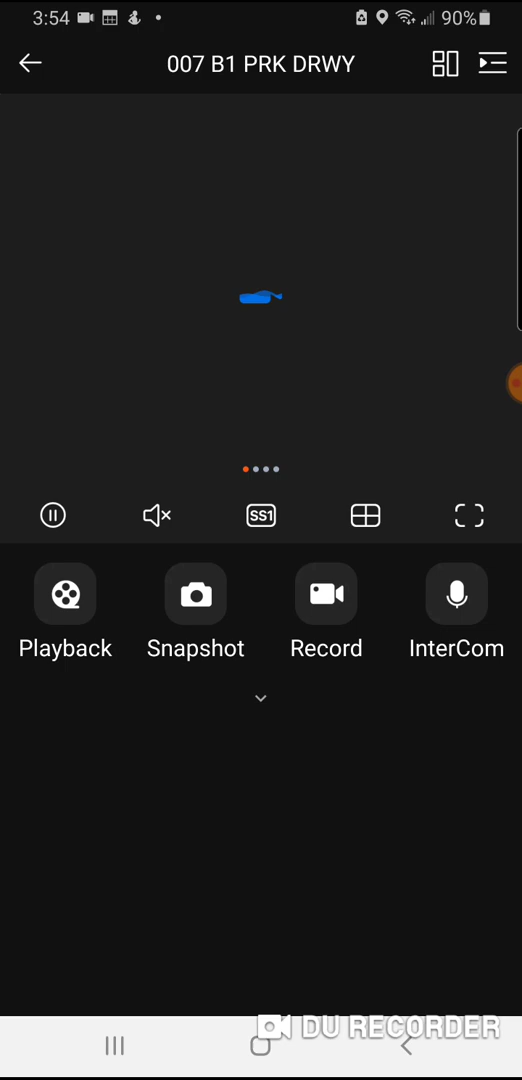 3:54 90%
007 B1 PRK DRWY
SS1
Playback Snapshot Record InterCom
DU RECORDER